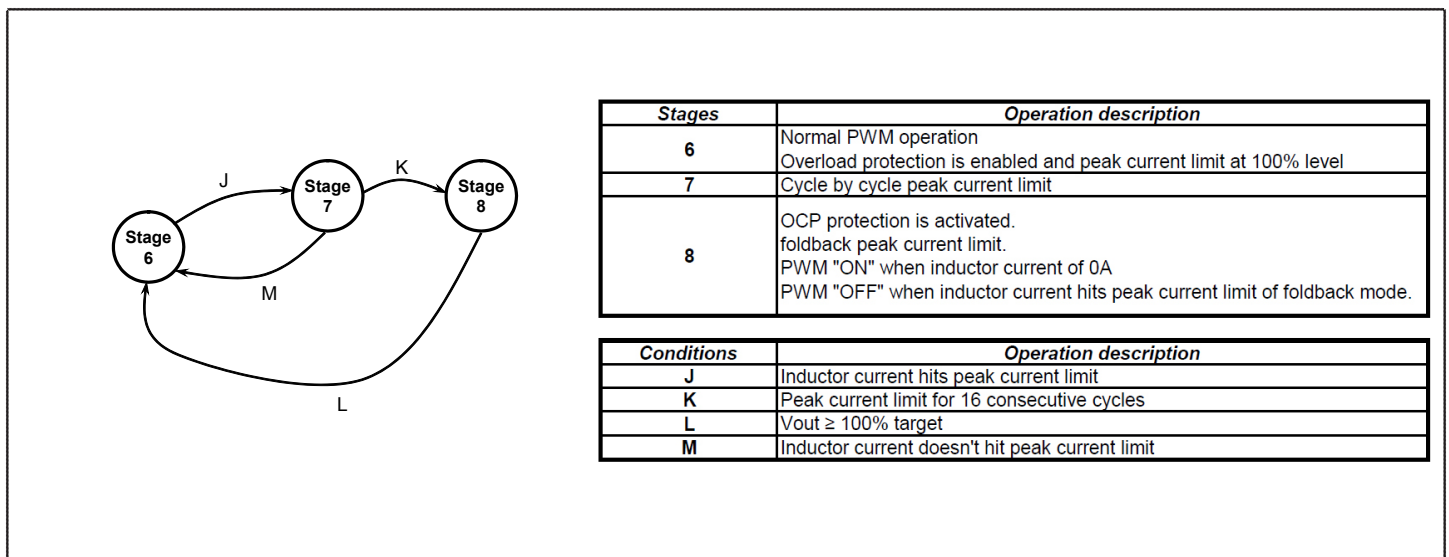 J
K
Stage
7
Stage
8
Stage
6
M
L
Stages Operation description
6 Normal PWM operation
Overload protection is enabled and peak current limit at 100% level
7 Cycle by cycle peak current limit
8 OCP protection is activated.
foldback peak current limit.
PWM "ON" when inductor current of 0A
PWM "OFF" when inductor current hits peak current limit of foldback mode.
Conditions Operation description
J Inductor current hits peak current limit
K Peak current limit for 16 consecutive cycles
L Vout ≥ 100% target
M Inductor current doesn't hit peak current limit